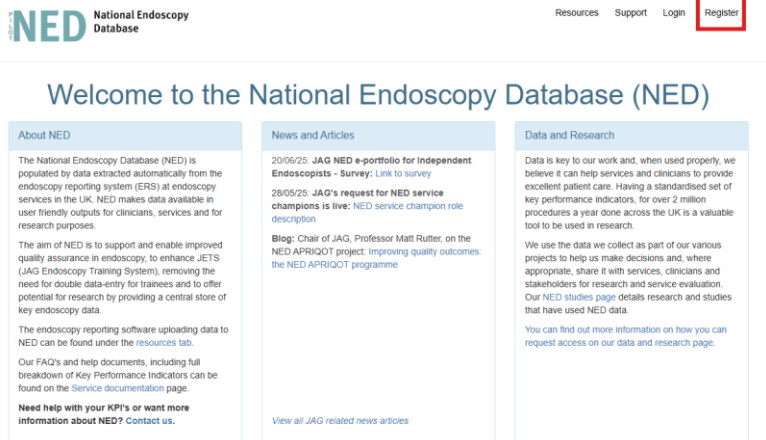 PILOT
NED National Endoscopy
Database
Resources Support Login Register
Welcome to the National Endoscopy Database (NED)
About NED
The National Endoscopy Database (NED) is
populated by data extracted automatically from the
endoscopy reporting system (ERS) at endoscopy
services in the UK. NED makes data available in
user friendly outputs for clinicians, services and for
research purposes.
The aim of NED is to support and enable improved
quality assurance in endoscopy, to enhance JETS
(JAG Endoscopy Training System), removing the
need for double data-entry for trainees and to offer
potential for research by providing a central store of
key endoscopy data.
The endoscopy reporting software uploading data to
NED can be found under the resources tab.
Our FAQ's and help documents, including full
breakdown of Key Performance Indicators can be
found on the Service documentation page.
Need help with your KPI's or want more
information about NED? Contact us.
News and Articles
20/06/25: JAG NED e-portfolio for Independent
Endoscopists - Survey: Link to survey
28/05/25: JAG's request for NED service
champions is live: NED service champion role
description
Blog: Chair of JAG, Professor Matt Rutter, on the
NED APRIQOT project: Improving quality outcomes:
the NED APRIQOT programme
View all JAG related news articles
Data and Research
Data is key to our work and, when used properly, we
believe it can help services and clinicians to provide
excellent patient care. Having a standardised set of
key performance indicators, for over 2 million
procedures a year done across the UK is a valuable
tool to be used in research.
We use the data we collect as part of our various
projects to help us make decisions and, where
appropriate, share it with services, clinicians and
stakeholders for research and service evaluation.
Our NED studies page details research and studies
that have used NED data.
You can find out more information on how you can
request access on our data and research page.